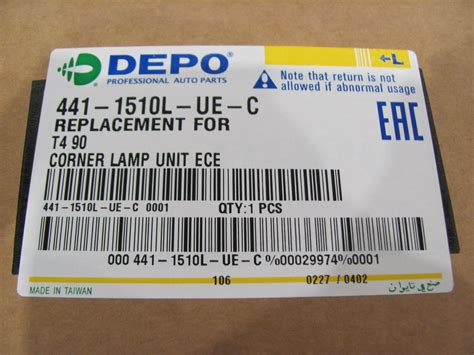 DEPO®
PROFESSIONAL AUTO PARTS
←L
Note that return is not
allowed if abnormal usage
441-1510L-UE-C
REPLACEMENT FOR
T4 90
CORNER LAMP UNIT ECE
EAC
441-1510L-UE-C 0001
QTY:1 PCS
000 441-1510L-UE-C %00029974%0001
106
0227 / 0402
MADE IN TAIWAN
صنع في تايوان